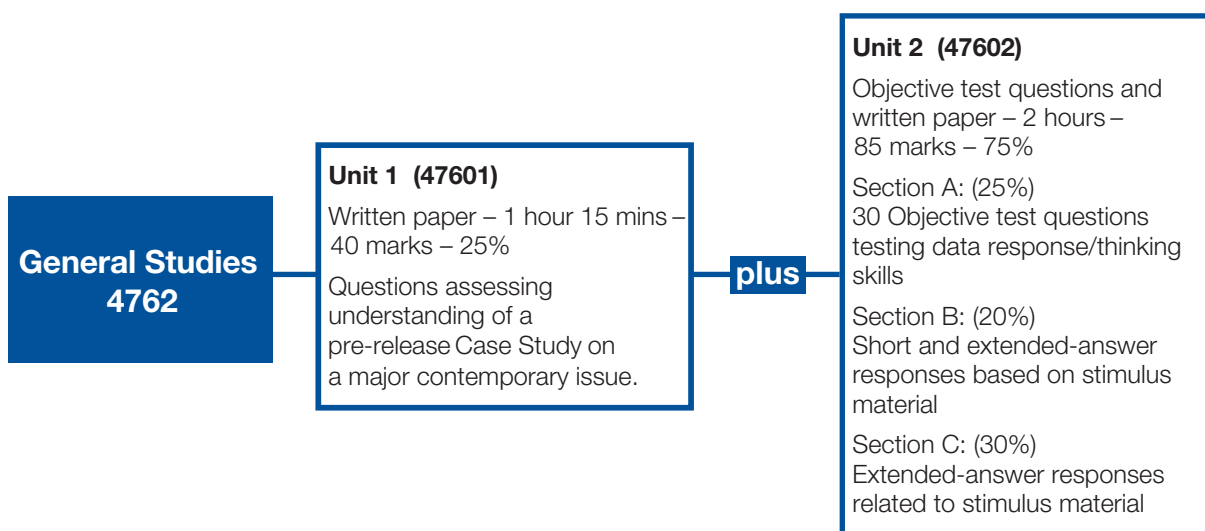 General Studies
4762
Unit 1 (47601)
Written paper – 1 hour 15 mins –
40 marks – 25%
Questions assessing
understanding of a
pre-release Case Study on
a major contemporary issue.
plus
Unit 2 (47602)
Objective test questions and
written paper – 2 hours –
85 marks – 75%
Section A: (25%)
30 Objective test questions
testing data response/thinking
skills
Section B: (20%)
Short and extended-answer
responses based on stimulus
material
Section C: (30%)
Extended-answer responses
related to stimulus material